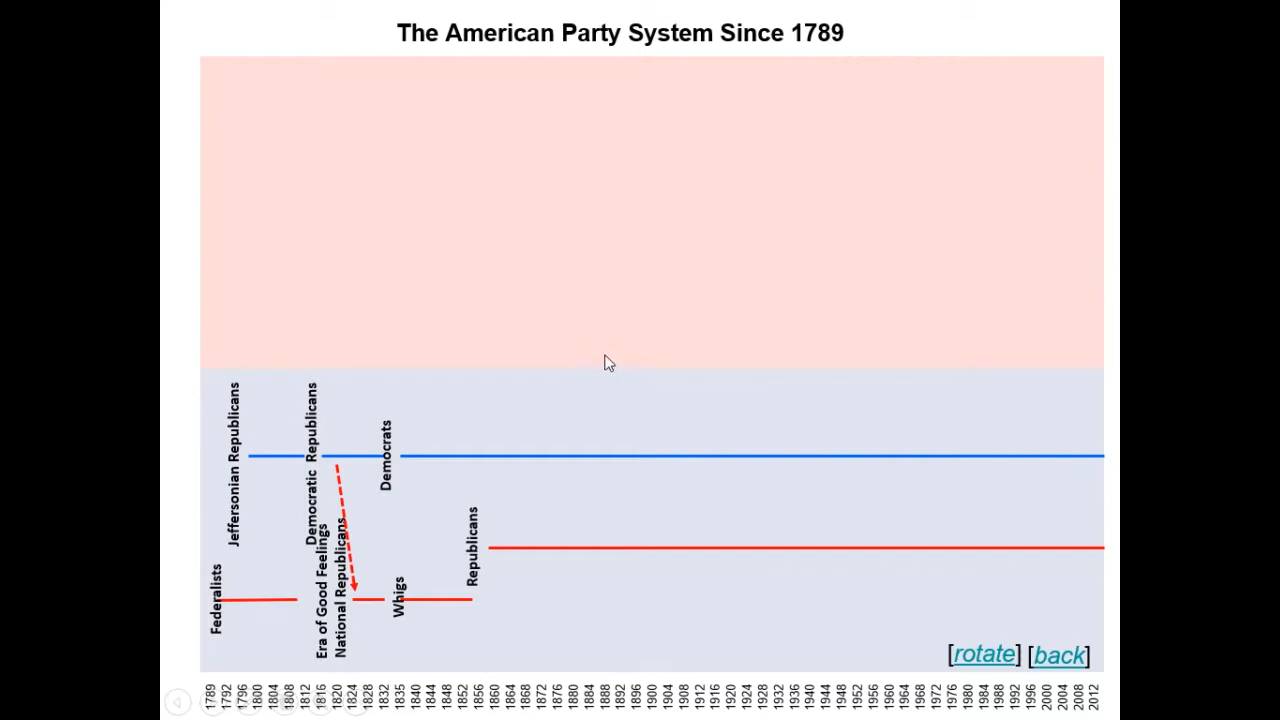 The American Party System Since 1789
Jeffersonian Republicans
Democratic Republicans
Democrats
Federalists
Era of Good Feelings
National Republicans
Whigs
Republicans
[rotate] [back]
1789 1792 1796 1800 1804 1808 1812 1816 1820 1824 1828 1832 1835 1840 1844 1848 1852 1856 1860 1864 1868 1872 1876 1880 1884 1888 1892 1896 1900 1904 1908 1912 1916 1920 1924 1928 1932 1936 1940 1944 1948 1952 1956 1960 1964 1968 1972 1976 1980 1984 1988 1992 1996 2000 2004 2008 2012